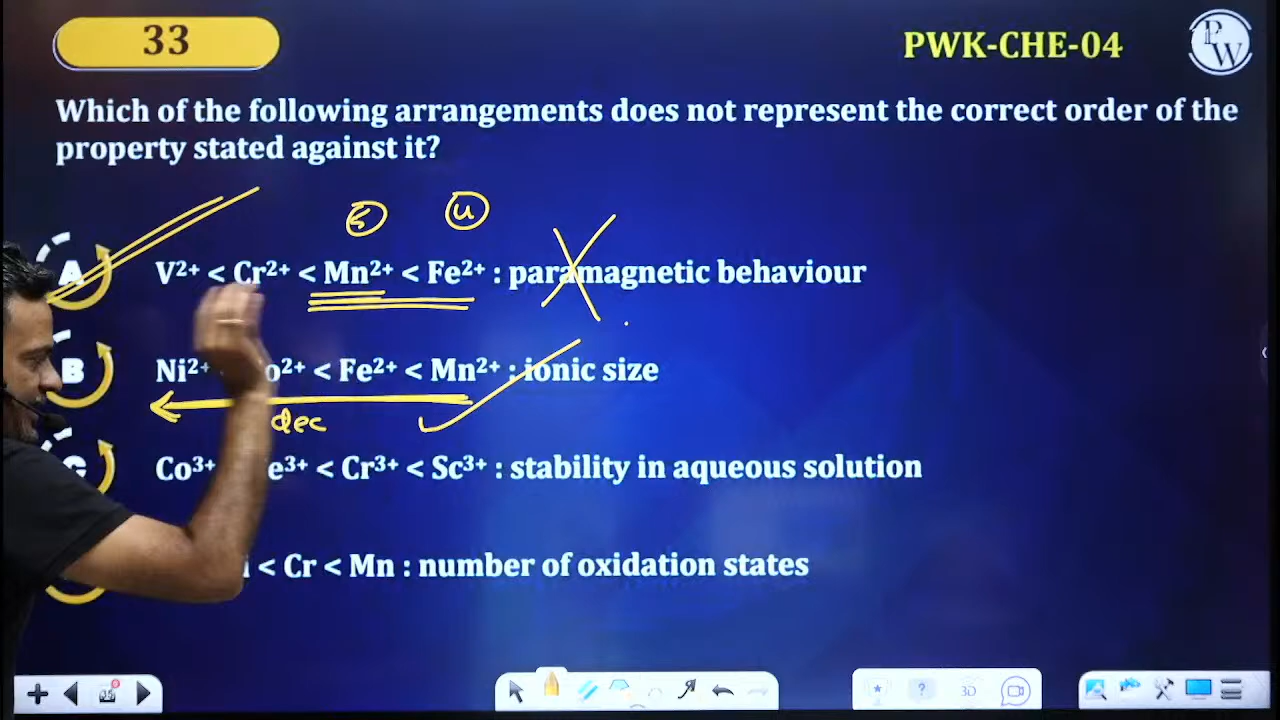 33
PWK-CHE-04
PW
Which of the following arrangements does not represent the correct order of the
property stated against it?
5 4
A V²⁺ < Cr²⁺ < Mn²⁺ < Fe²⁺ : paramagnetic behaviour
B Ni²⁺ < Fe²⁺ < Mn²⁺ : ionic size
dec
Co³⁺ < Cr³⁺ < Sc³⁺ : stability in aqueous solution
< Cr < Mn : number of oxidation states
3D